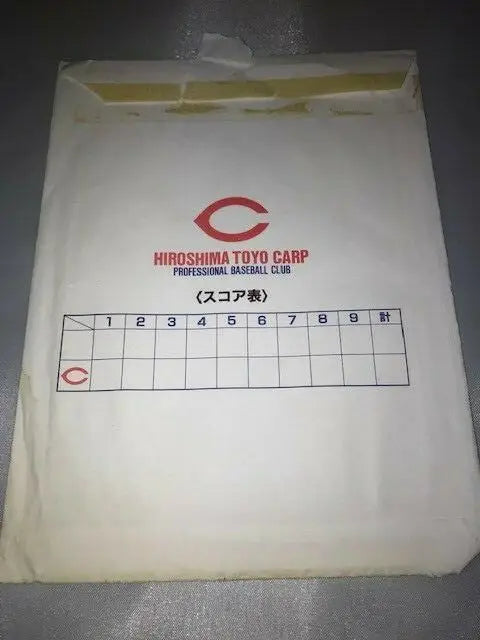 C
HIROSHIMA TOYO CARP
PROFESSIONAL BASEBALL CLUB
〈スコア表〉
1 2 3 4 5 6 7 8 9 計
C